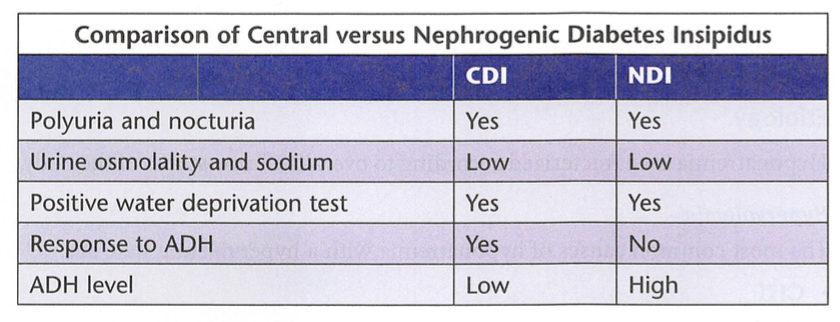 Comparison of Central versus Nephrogenic Diabetes Insipidus
CDI NDI
Polyuria and nocturia Yes Yes
Urine osmolality and sodium Low Low
Positive water deprivation test Yes Yes
Response to ADH Yes No
ADH level Low High